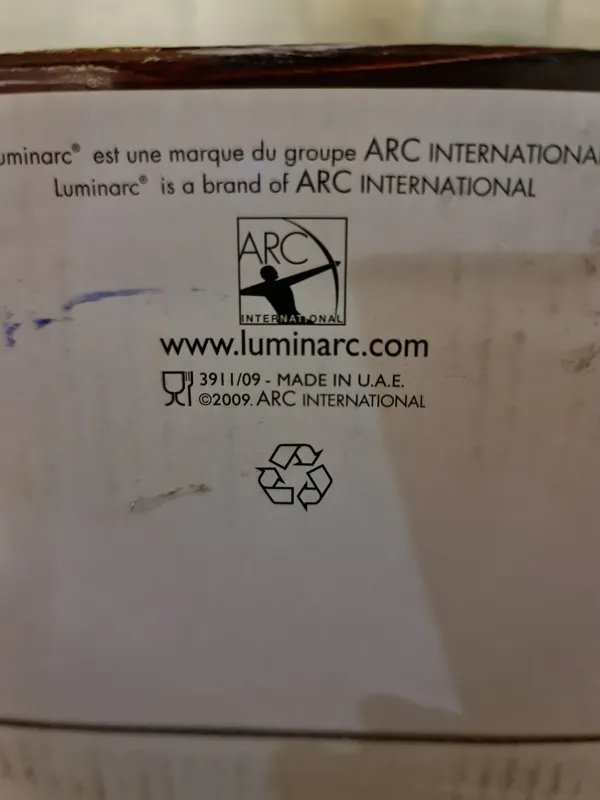 uminarc® est une marque du groupe ARC INTERNATIONA
Luminarc® is a brand of ARC INTERNATIONAL
ARC
INTERNATIONAL
www.luminarc.com
3911/09 - MADE IN U.A.E.
©2009. ARC INTERNATIONAL